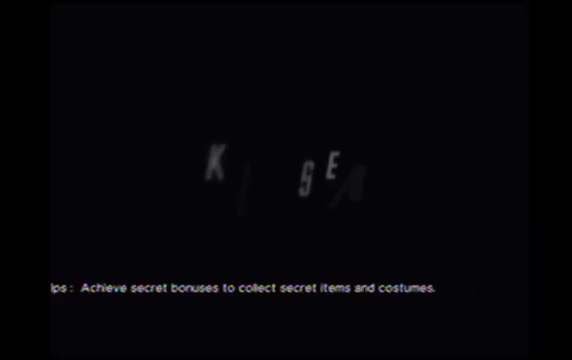 K S E
lps : Achieve secret bonuses to collect secret items and costumes.